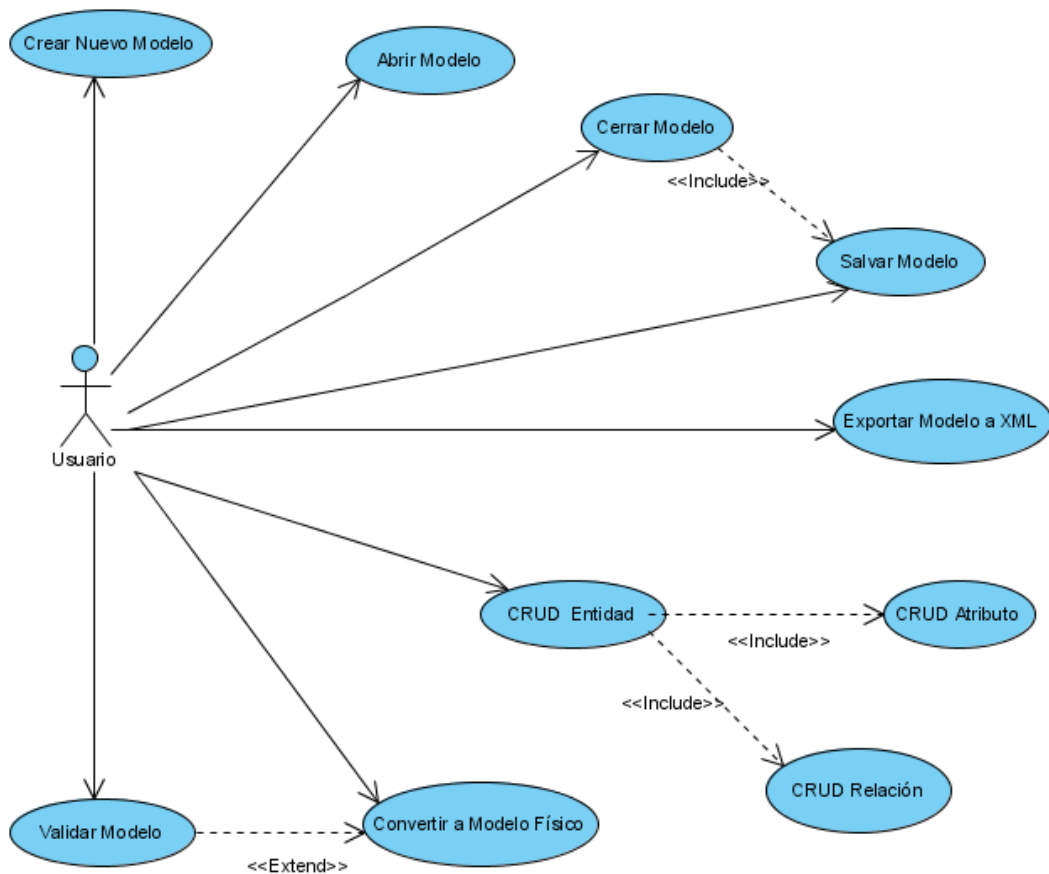 Crear Nuevo Modelo
Abrir Modelo
Cerrar Modelo
<<Include>>
Salvar Modelo
Exportar Modelo a XML
Usuario
CRUD Entidad
CRUD Atributo
<<Include>>
<<Include>>
CRUD Relación
Validar Modelo
Convertir a Modelo Físico
<<Extend>>